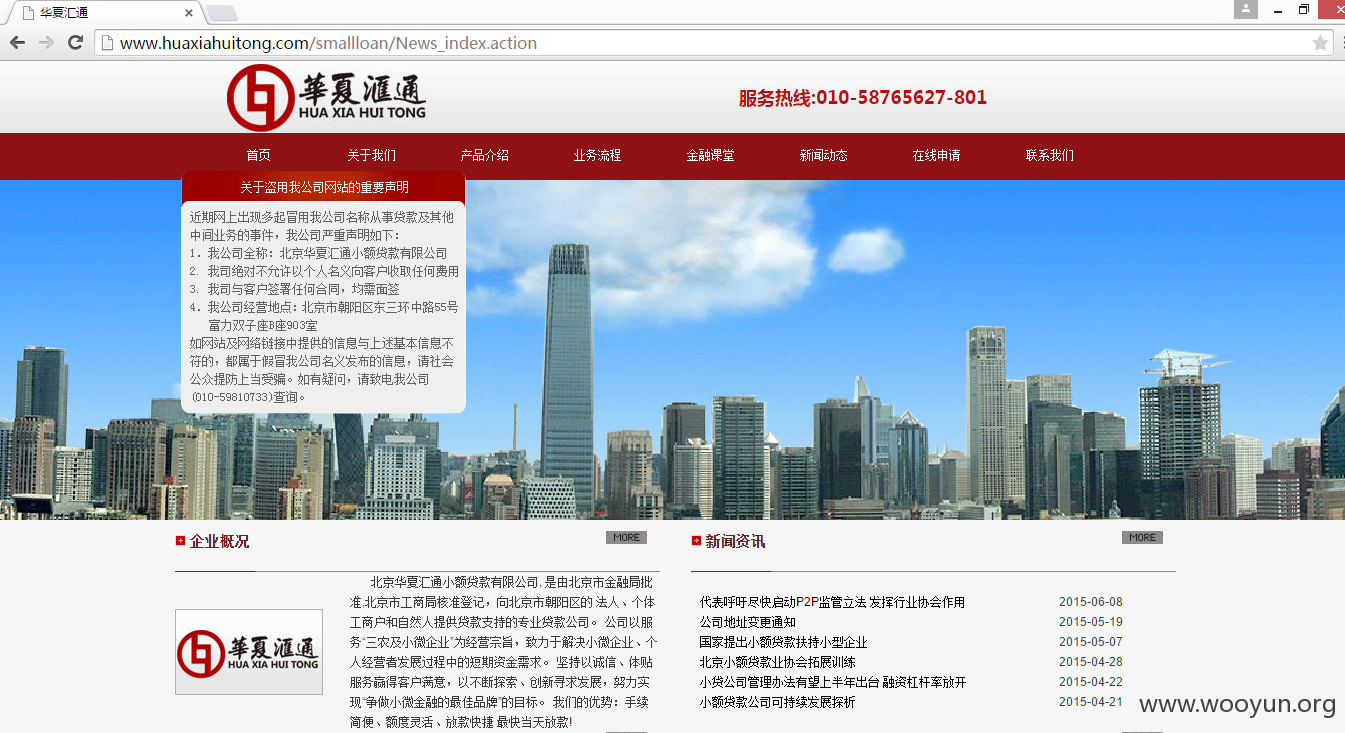 华夏汇通
www.huaxiahuitong.com/smallloan/News_index.action
華夏滙通
HUA XIA HUI TONG
服务热线:010-58765627-801
首页 关于我们 产品介绍 业务流程 金融课堂 新闻动态 在线申请 联系我们
关于盗用我公司网站的重要声明
近期网上出现多起冒用我公司名称从事贷款及其他
中间业务的事件，我公司严重声明如下：
1. 我公司全称：北京华夏汇通小额贷款有限公司
2. 我司绝对不允许以个人名义向客户收取任何费用
3. 我司与客户签署任何合同，均需面签
4. 我公司经营地点：北京市朝阳区东三环中路55号
富力双子座B座903室
如网站及网络链接中提供的信息与上述基本信息不
符的，都属于假冒我公司名义发布的信息，请社会
公众提防上当受骗。如有疑问，请致电我公司
(010-59810733)查询。
企业概况 MORE
華夏滙通
HUA XIA HUI TONG
北京华夏汇通小额贷款有限公司, 是由北京市金融局批
准,北京市工商局核准登记，向北京市朝阳区的 法人、个体
工商户和自然人提供贷款支持的专业贷款公司。 公司以服
务“三农及小微企业”为经营宗旨，致力于解决小微企业、个
人经营者发展过程中的短期资金需求。 坚持以诚信、体贴
服务赢得客户满意，以不断探索、创新寻求发展，努力实
现“争做小微金融的最佳品牌”的目标。 我们的优势：手续
简便、额度灵活、放款快捷 最快当天放款!
新闻资讯 MORE
代表呼吁尽快启动P2P监管立法 发挥行业协会作用 2015-06-08
公司地址变更通知 2015-05-19
国家提出小额贷款扶持小型企业 2015-05-07
北京小额贷款业协会拓展训练 2015-04-28
小贷公司管理办法有望上半年出台 融资杠杆率放开 2015-04-22
小额贷款公司可持续发展探析 2015-04-21
www.wooyun.org